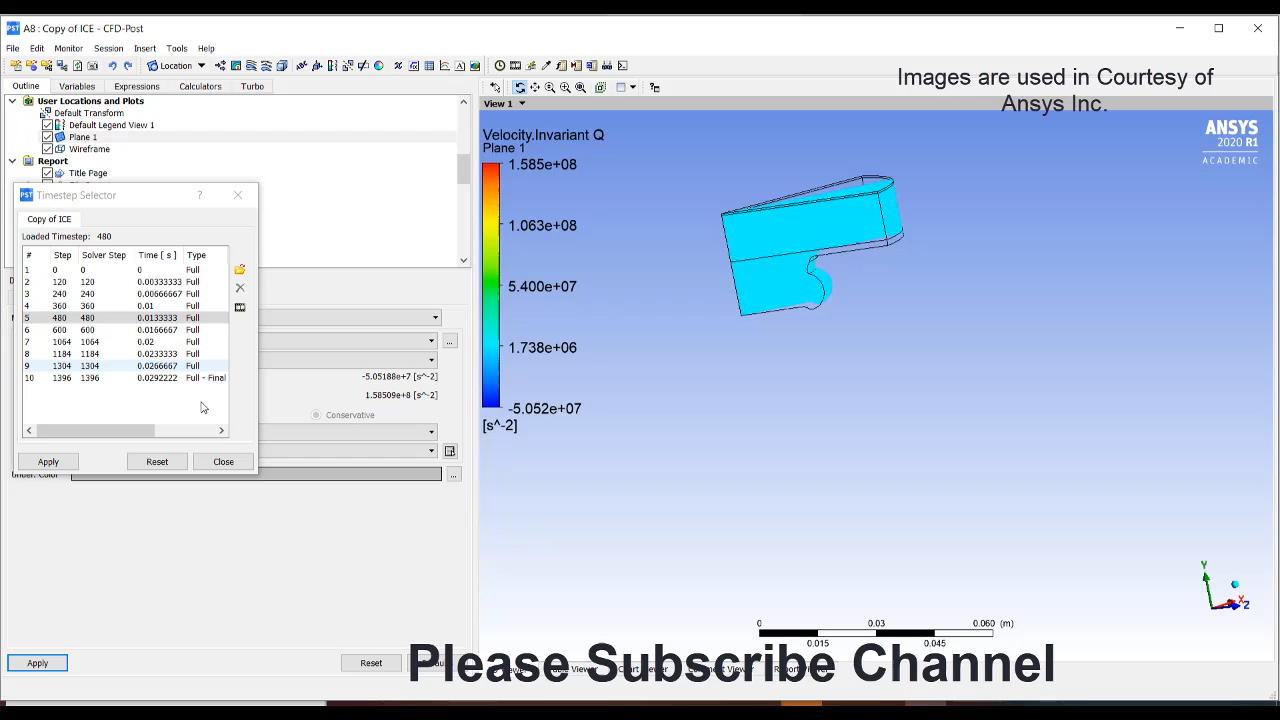 A8 : Copy of ICE - CFD-Post
File Edit Monitor Session Insert Tools Help
Location
Outline Variables Expressions Calculators Turbo
User Locations and Plots
Default Transform
Default Legend View 1
Plane 1
Wireframe
Report
Title Page
Timestep Selector
Copy of ICE
Loaded Timestep: 480
# Step Solver Step Time [ s ] Type
1 0 0 0 Full
2 120 120 0.00333333 Full
3 240 240 0.00666667 Full
4 360 360 0.01 Full
5 480 480 0.0133333 Full
6 600 600 0.0166667 Full
7 1064 1064 0.02 Full
8 1184 1184 0.0233333 Full
9 1304 1304 0.0266667 Full
10 1396 1396 0.0292222 Full - Final
Apply Reset Close
-5.05188e+7 [s^-2]
1.58509e+8 [s^-2]
Conservative
Under. Color
Apply Reset
View 1
Images are used in Courtesy of
Ansys Inc.
ANSYS
2020 R1
ACADEMIC
Velocity.Invariant Q
Plane 1
1.585e+08
1.063e+08
5.400e+07
1.738e+06
-5.052e+07
[s^-2]
Y
X
Z
0 0.03 0.060 (m)
0.015 0.045
Please Subscribe Channel